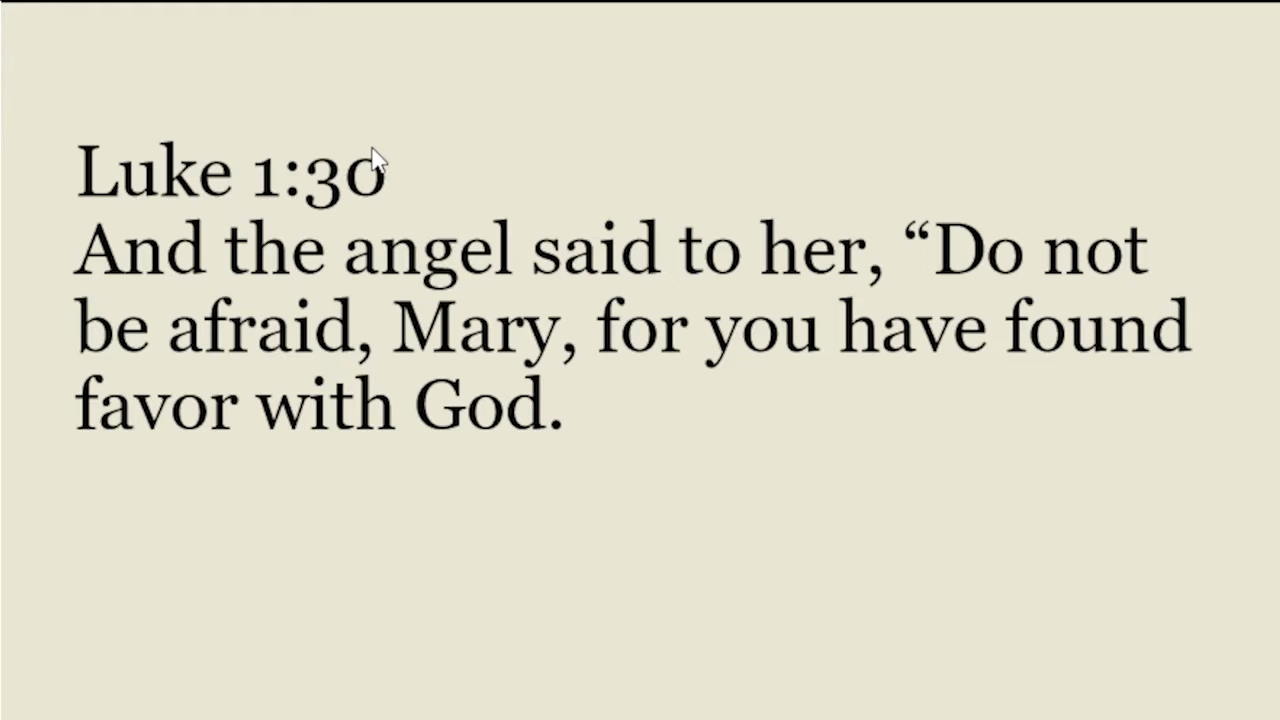 Luke 1:30
And the angel said to her, “Do not
be afraid, Mary, for you have found
favor with God.